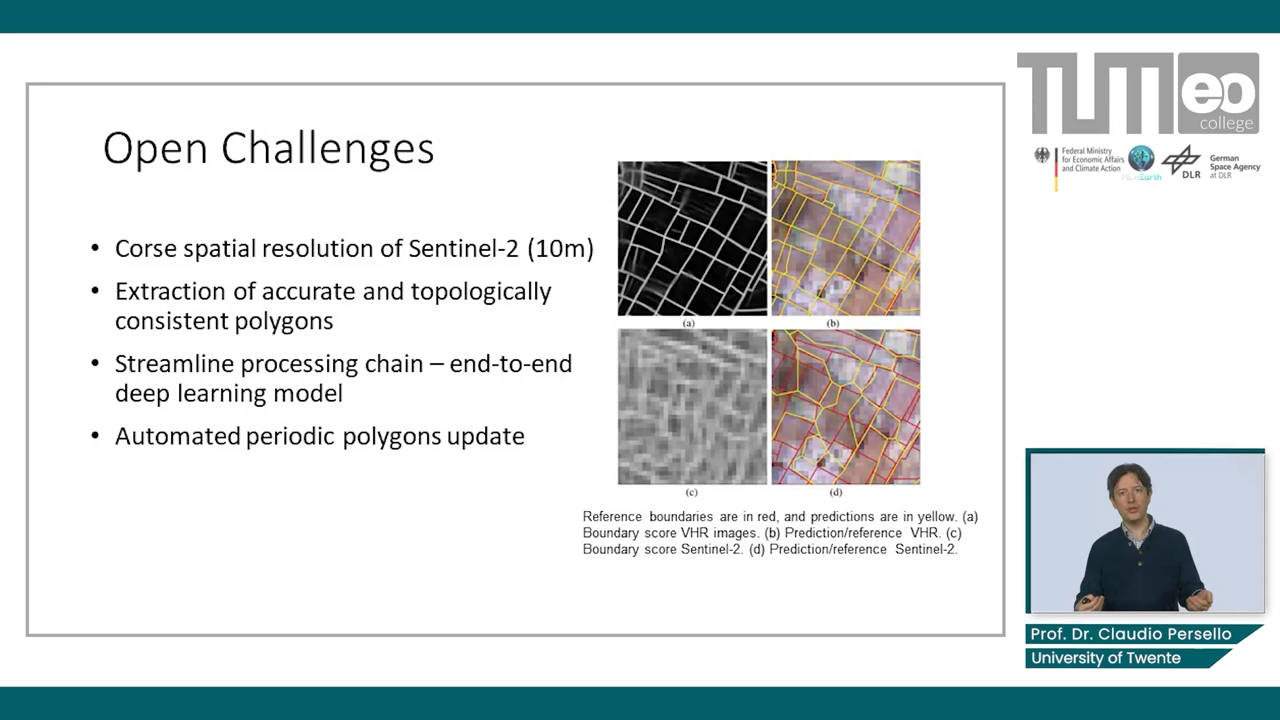 Open Challenges
• Corse spatial resolution of Sentinel-2 (10m)
• Extraction of accurate and topologically
consistent polygons
• Streamline processing chain – end-to-end
deep learning model
• Automated periodic polygons update
(a)
(b)
(c)
(d)
Reference boundaries are in red, and predictions are in yellow. (a)
Boundary score VHR images. (b) Prediction/reference VHR. (c)
Boundary score Sentinel-2. (d) Prediction/reference Sentinel-2.
TUM
eo
college
Federal Ministry
for Economic Affairs
and Climate Action
DLR
German
Space Agency
at DLR
Prof. Dr. Claudio Persello
University of Twente